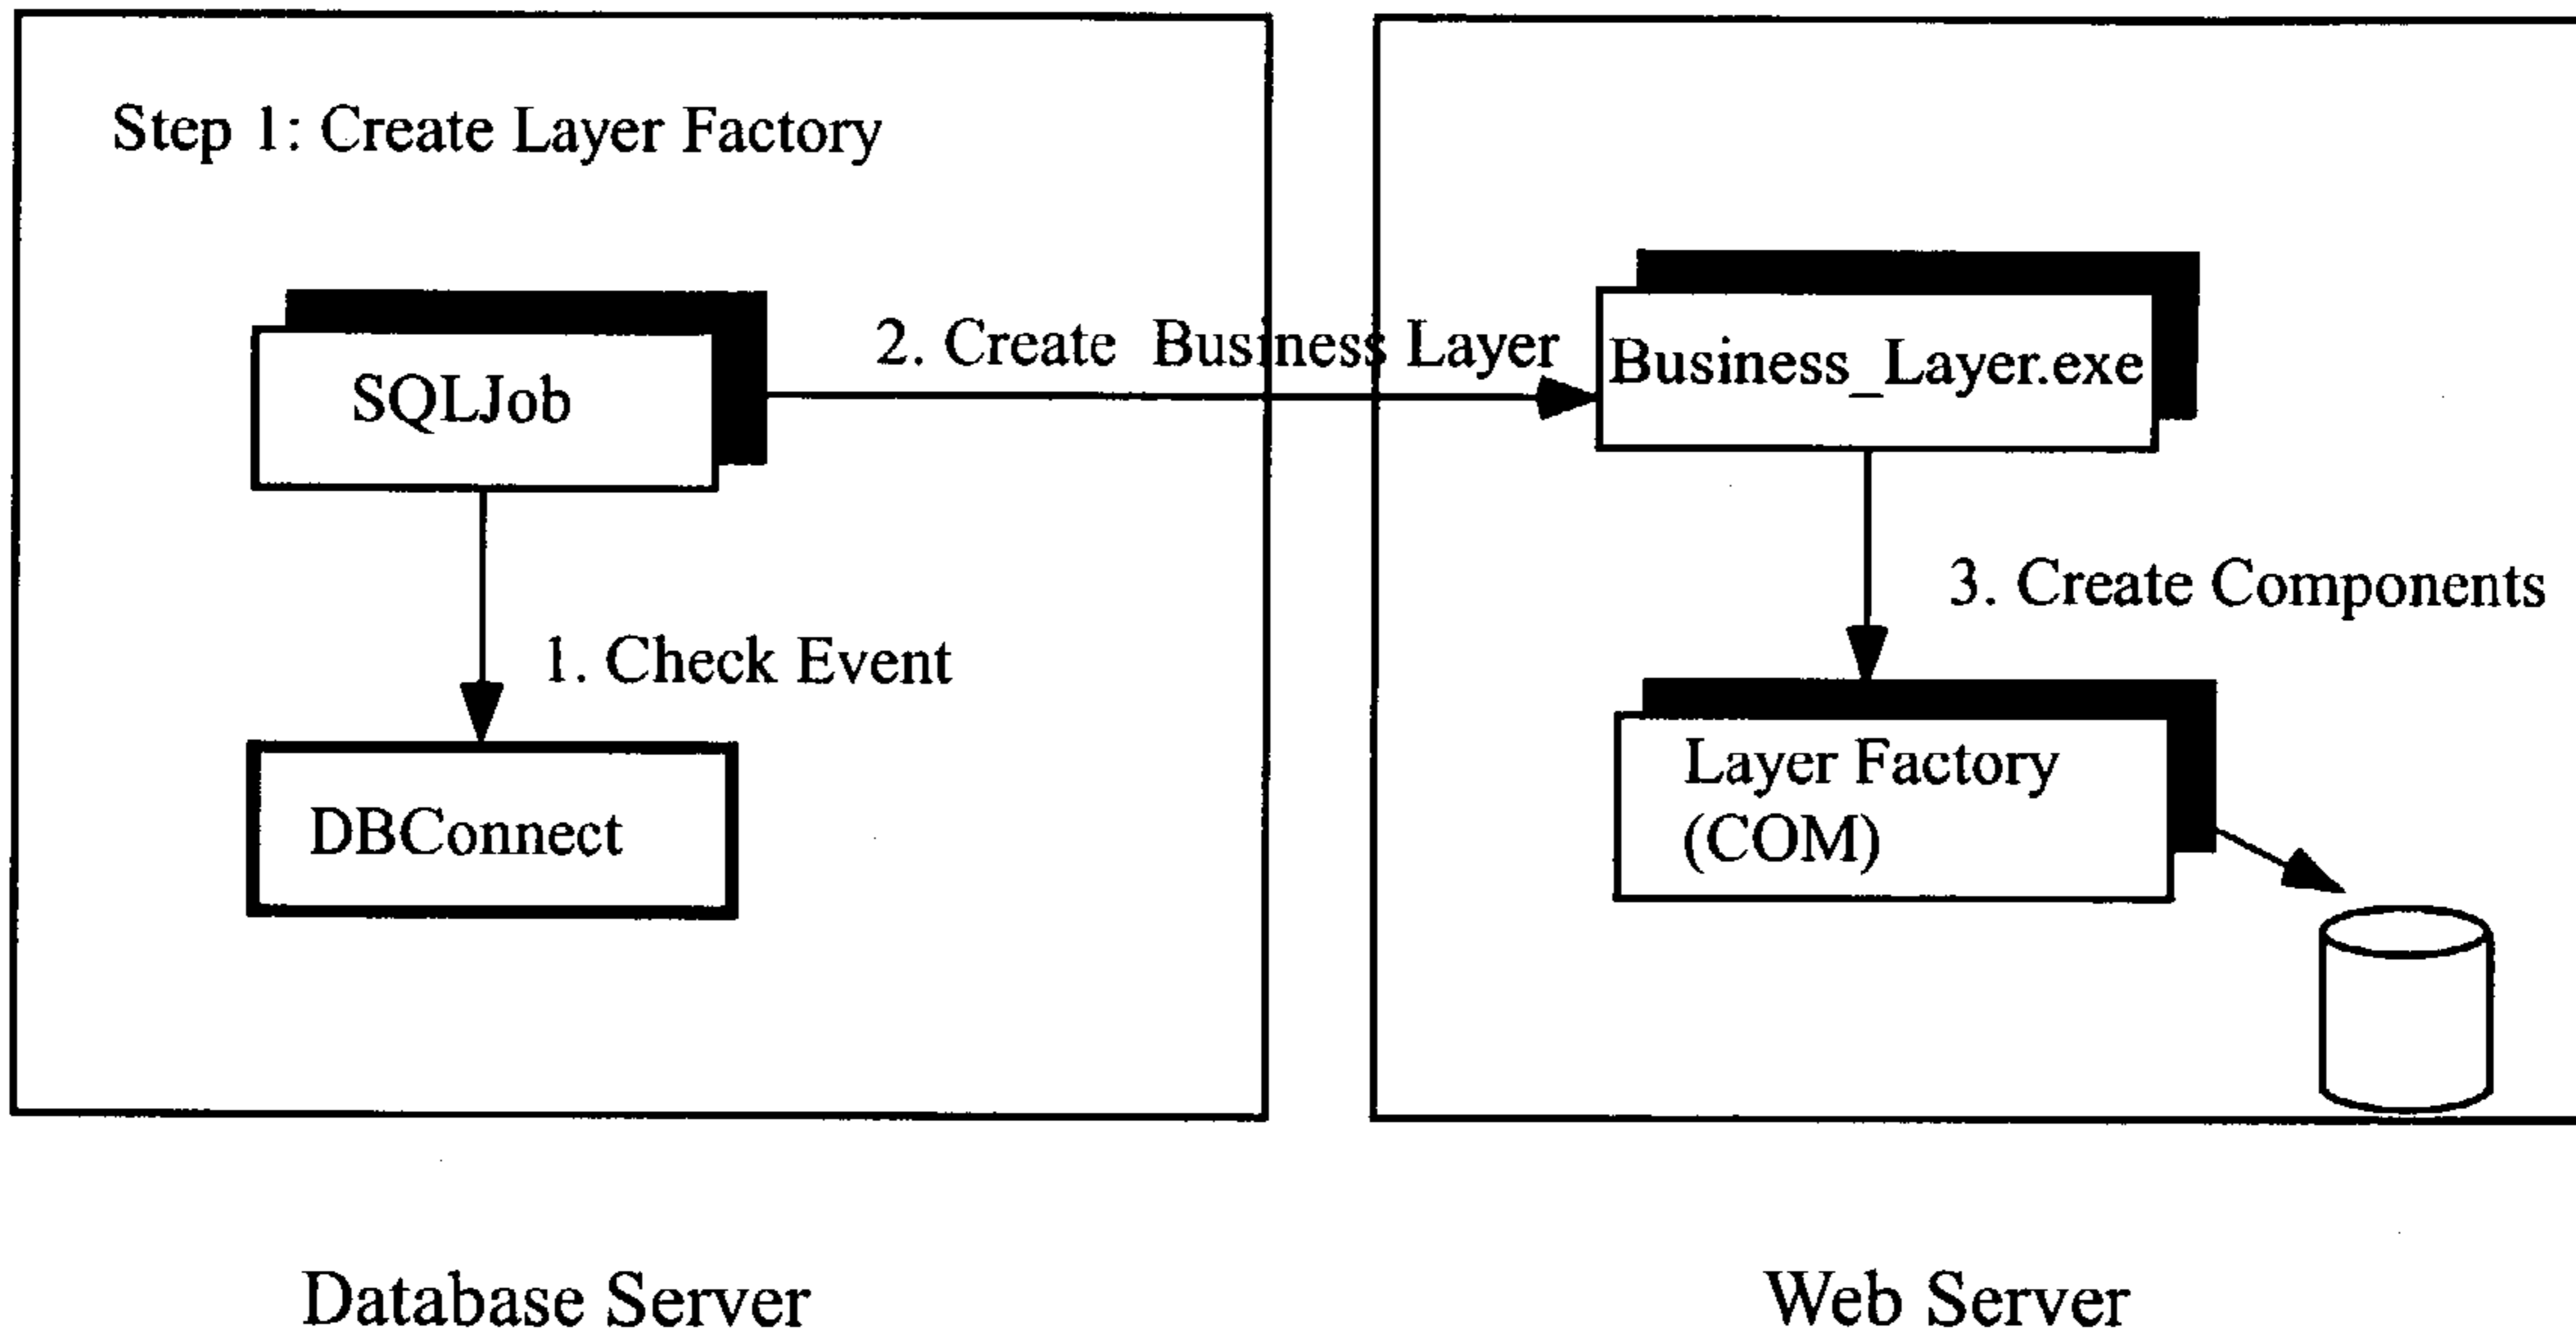 Step 1: Create Layer Factory
SQLJob
2. Create Business Layer
Business_Layer.exe
1. Check Event
3. Create Components
DBConnect
Layer Factory
(COM)
Database Server
Web Server